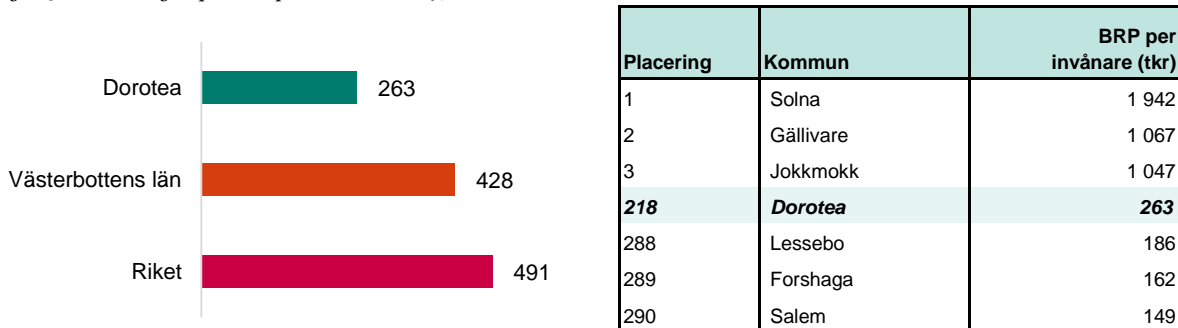 Dorotea 263
Västerbottens län 428
Riket 491
Placering Kommun BRP per invånare (tkr)
1 Solna 1 942
2 Gällivare 1 067
3 Jokkmokk 1 047
218 Dorotea 263
288 Lessebo 186
289 Forshaga 162
290 Salem 149